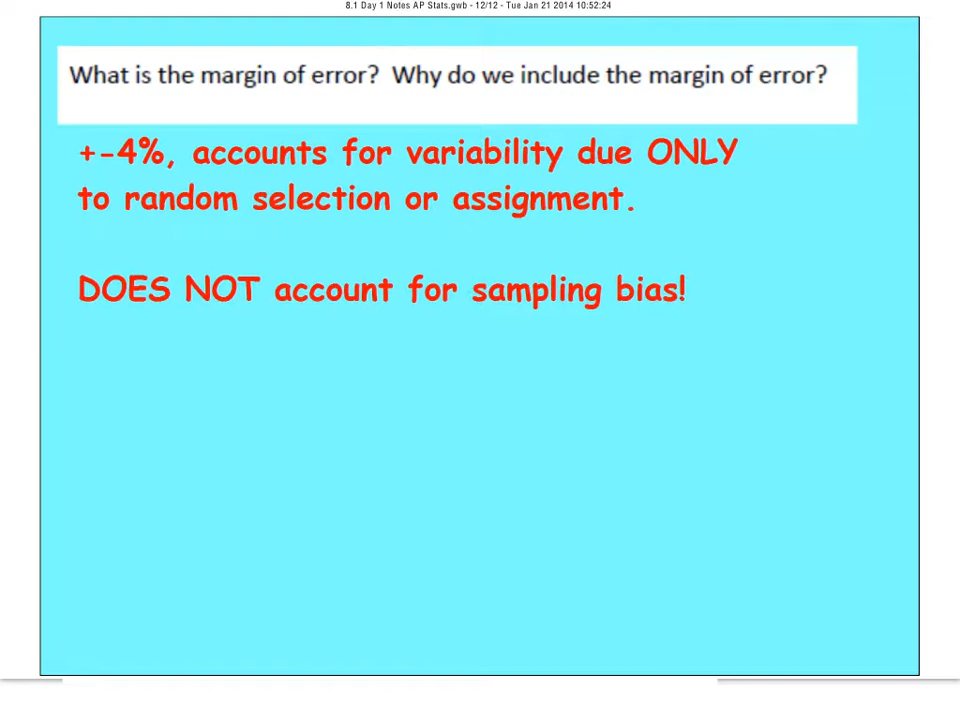 8.1 Day 1 Notes AP Stats.gwb - 12/12 - Tue Jan 21 2014 10:52:24
What is the margin of error? Why do we include the margin of error?
+-4%, accounts for variability due ONLY
to random selection or assignment.
DOES NOT account for sampling bias!